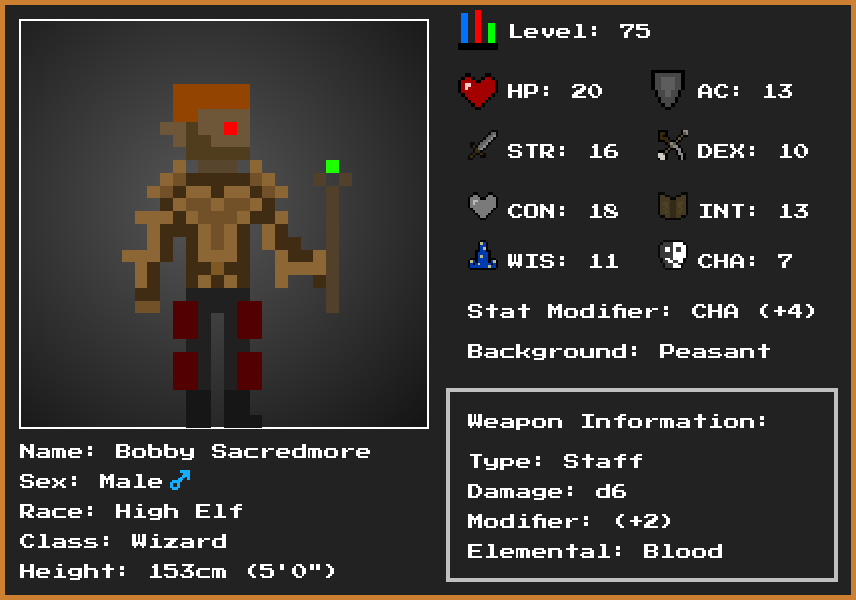 Level: 75
HP: 20
AC: 13
STR: 16
DEX: 10
CON: 18
INT: 13
WIS: 11
CHA: 7
Stat Modifier: CHA (+4)
Background: Peasant
Weapon Information:
Type: Staff
Damage: d6
Modifier: (+2)
Elemental: Blood
Name: Bobby Sacredmore
Sex: Male♂
Race: High Elf
Class: Wizard
Height: 153cm (5'0")